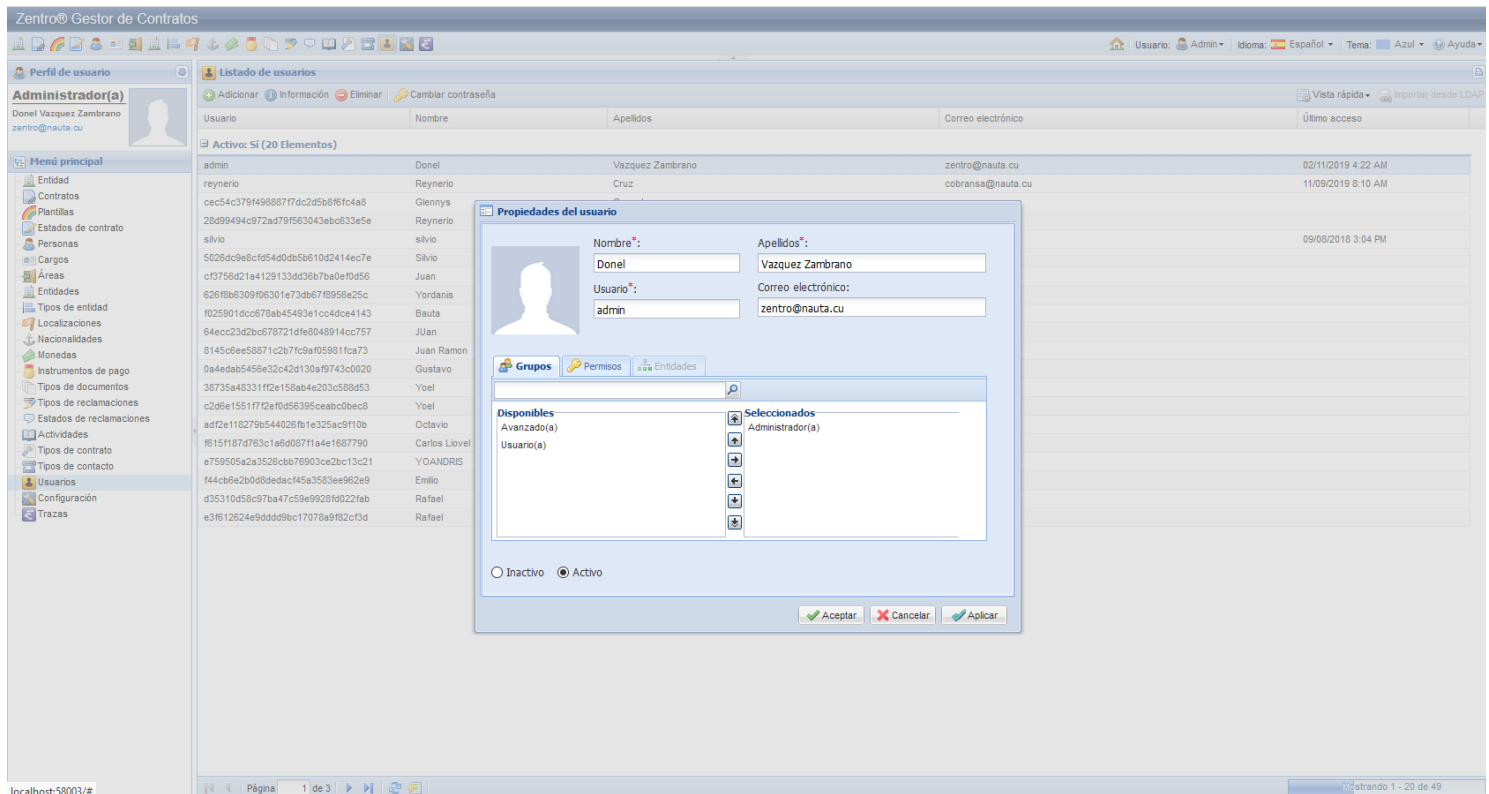 Zentro® Gestor de Contratos
Usuario: Admin Idioma: Español Tema: Azul Ayuda
Perfil de usuario
Administrador(a)
Donel Vazquez Zambrano
zentro@nauta.cu
Menú principal
Entidad
Contratos
Plantillas
Estados de contrato
Personas
Cargos
Áreas
Entidades
Tipos de entidad
Localizaciones
Nacionalidades
Monedas
Instrumentos de pago
Tipos de documentos
Tipos de reclamaciones
Estados de reclamaciones
Actividades
Tipos de contrato
Tipos de contacto
Usuarios
Configuración
Trazas
localhost:58003/#
Listado de usuarios
Adicionar Información Eliminar Cambiar contraseña Vista rápida Importar desde LDAP
Usuario Nombre Apellidos Correo electrónico Último acceso
Activo: Sí (20 Elementos)
admin Donel Vazquez Zambrano zentro@nauta.cu 02/11/2019 4:22 AM
reynerio Reynerio Cruz cobransa@nauta.cu 11/09/2019 8:10 AM
cec54c379f498887f7dc2d5b8f6fc4a8 Glennys
28d99494c972ad79f563043ebc633e5e Reynerio
silvio silvio 09/08/2018 3:04 PM
5026dc9e8cfd54d0db5b610d2414ec7e Silvio
cf3756d21a4129133dd36b7ba0ef0d56 Juan
626f8b6309f06301e73db67f8956e25c Yordanis
f025901dcc678ab45493e1cc4dce4143 Bauta
64ecc23d2bc678721dfe8048914cc757 JUan
8145c6ee58871c2b7fc9af05981fca73 Juan Ramon
0a4edab5456e32c42d130af9743c0020 Gustavo
38735a48331ff2e158ab4e203c588d53 Yoel
c2d6e1551f7f2ef0d56395ceabc0bec8 Yoel
adf2e118279b544026fb1e325ac9f10b Octavio
f615f187d763c1a6d087f1a4e1687790 Carlos Liovel
e759505a2a3526cbb76903ce2bc13c21 YOANDRIS
f44cb6e2b0d8dedacf45a3583ee962e9 Emilio
d35310d58c97ba47c59e9928fd022fab Rafael
e3f612624e9dddd9bc17078a9f82cf3d Rafael
Propiedades del usuario
Nombre*: Apellidos*:
Donel Vazquez Zambrano
Usuario*: Correo electrónico:
admin zentro@nauta.cu
Grupos Permisos Entidades
Disponibles Seleccionados
Avanzado(a) Administrador(a)
Usuario(a)
Inactivo Activo
Aceptar Cancelar Aplicar
Página 1 de 3 Mostrando 1 - 20 de 49